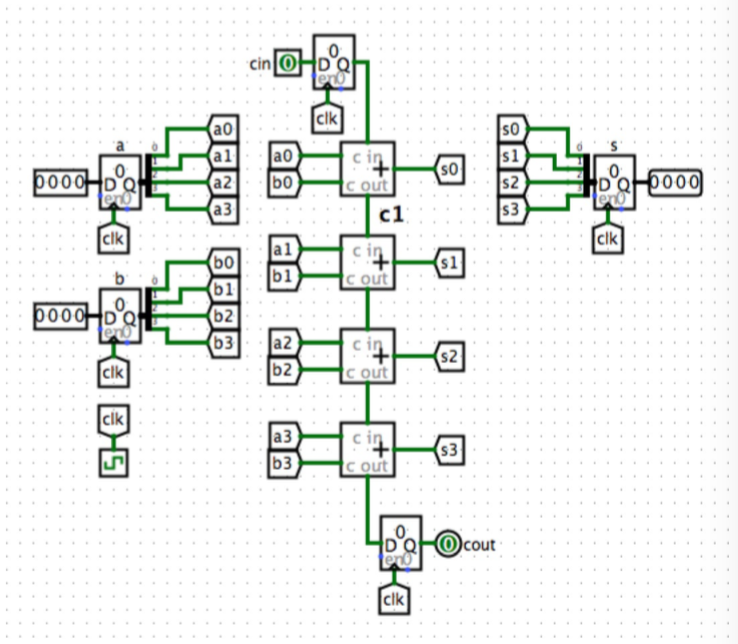 cin
0
0
D Q
en0
clk
a
0000
0
D Q
en0
clk
0
1
2
3
a0
a1
a2
a3
b
0000
0
D Q
en0
clk
0
1
2
3
b0
b1
b2
b3
clk
a0
b0
c in
+
c out
s0
c1
a1
b1
c in
+
c out
s1
a2
b2
c in
+
c out
s2
a3
b3
c in
+
c out
s3
0
D Q
en0
clk
0
cout
s0
s1
s2
s3
0
1
2
3
s
0
D Q
en0
clk
0000